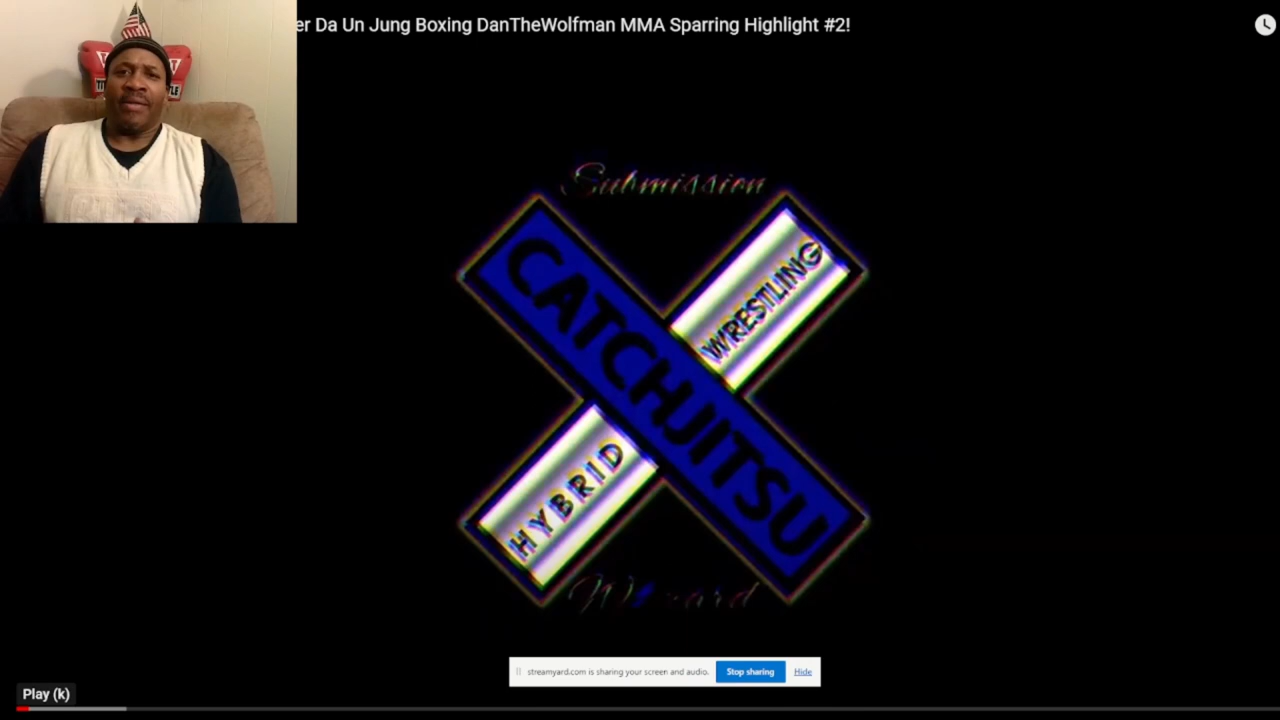 er Da Un Jung Boxing DanTheWolfman MMA Sparring Highlight #2!
Submission
CATCHJITSU
WRESTLING
HYBRID
streamyard.com is sharing your screen and audio.
Stop sharing
Hide
Play (k)